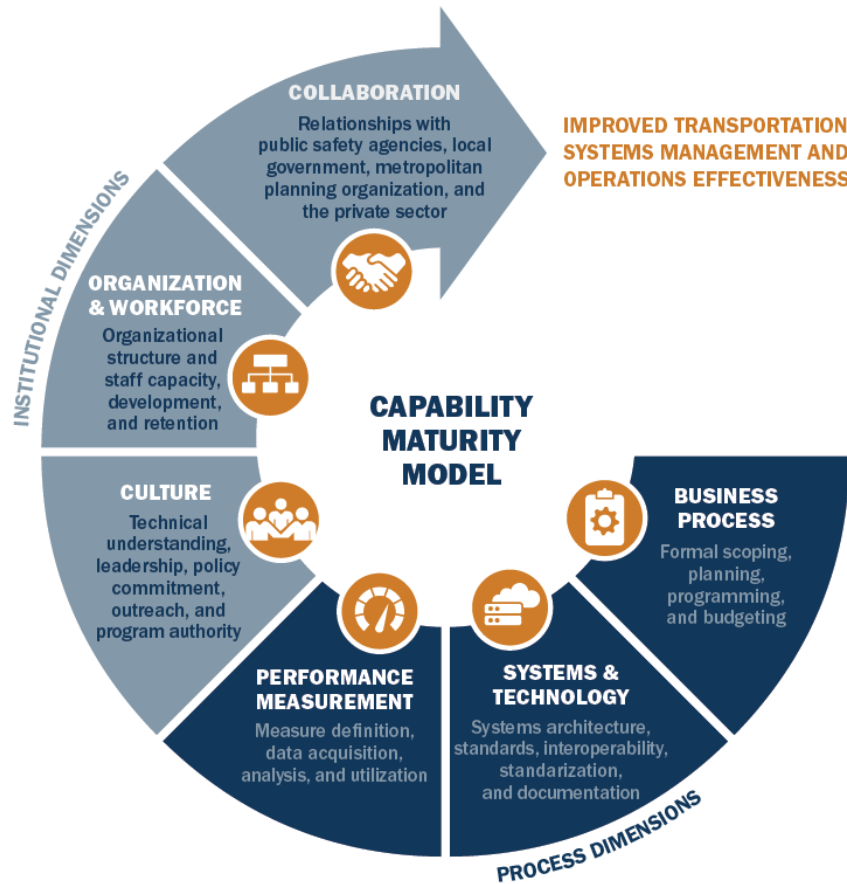 COLLABORATION
Relationships with
public safety agencies, local
government, metropolitan
planning organization, and
the private sector
IMPROVED TRANSPORTATION
SYSTEMS MANAGEMENT AND
OPERATIONS EFFECTIVENESS
INSTITUTIONAL DIMENSIONS
ORGANIZATION
& WORKFORCE
Organizational
structure and
staff capacity,
development,
and retention
CAPABILITY
MATURITY
MODEL
CULTURE
Technical
understanding,
leadership, policy
commitment,
outreach, and
program authority
BUSINESS
PROCESS
Formal scoping,
planning,
programming,
and budgeting
PERFORMANCE
MEASUREMENT
Measure definition,
data acquisition,
analysis, and utilization
SYSTEMS &
TECHNOLOGY
Systems architecture,
standards, interoperability,
standarization,
and documentation
PROCESS DIMENSIONS